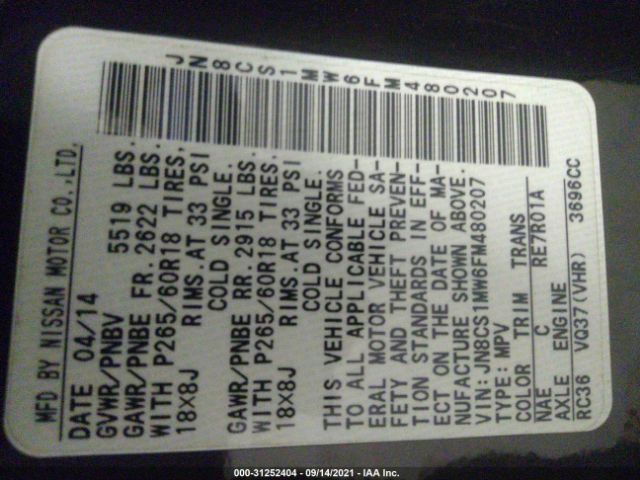 MFD BY NISSAN MOTOR CO.,LTD.
DATE 04/14
GVWR/PNBV 5519 LBS.
GAWR/PNBE FR. 2622 LBS.
WITH P265/60R18 TIRES,
18X8J RIMS.AT 33 PSI
COLD SINGLE.
GAWR/PNBE RR. 2915 LBS.
WITH P265/60R18 TIRES,
18X8J RIMS.AT 33 PSI
COLD SINGLE.
THIS VEHICLE CONFORMS
TO ALL APPLICABLE FED-
ERAL MOTOR VEHICLE SA-
FETY AND THEFT PREVEN-
TION STANDARDS IN EFF-
ECT ON THE DATE OF MA-
NUFACTURE SHOWN ABOVE.
VIN: JN8CS1MW6FM480207
TYPE: MPV
COLOR TRIM TRANS
NAE C RE7R01A
AXLE ENGINE
RC36 VQ37(VHR) 3696CC
JN8CS1MW6FM480207
000-31252404 - 09/14/2021 - IAA Inc.